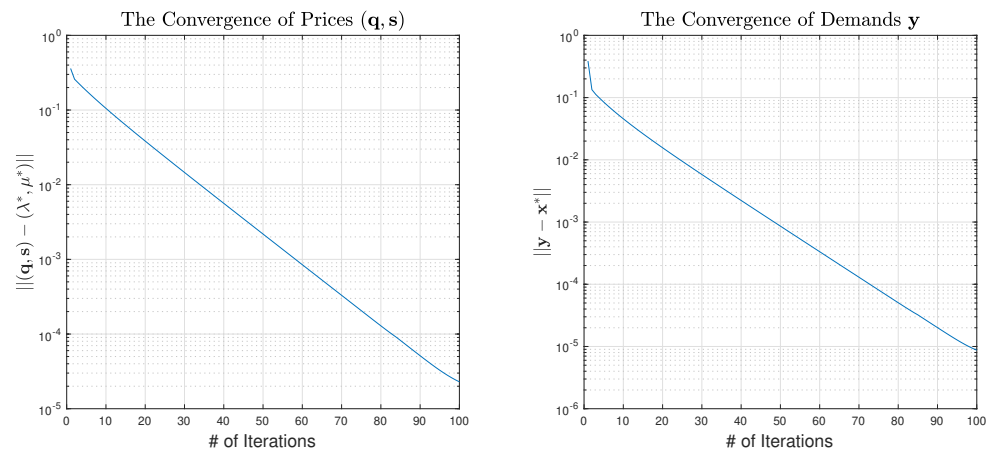 The Convergence of Prices (q, s)
10^0
10^-1
10^-2
10^-3
10^-4
10^-5
||(q, s) − (λ*, μ*)||
0 10 20 30 40 50 60 70 80 90 100
# of Iterations
The Convergence of Demands y
10^0
10^-1
10^-2
10^-3
10^-4
10^-5
10^-6
||y − x*||
0 10 20 30 40 50 60 70 80 90 100
# of Iterations